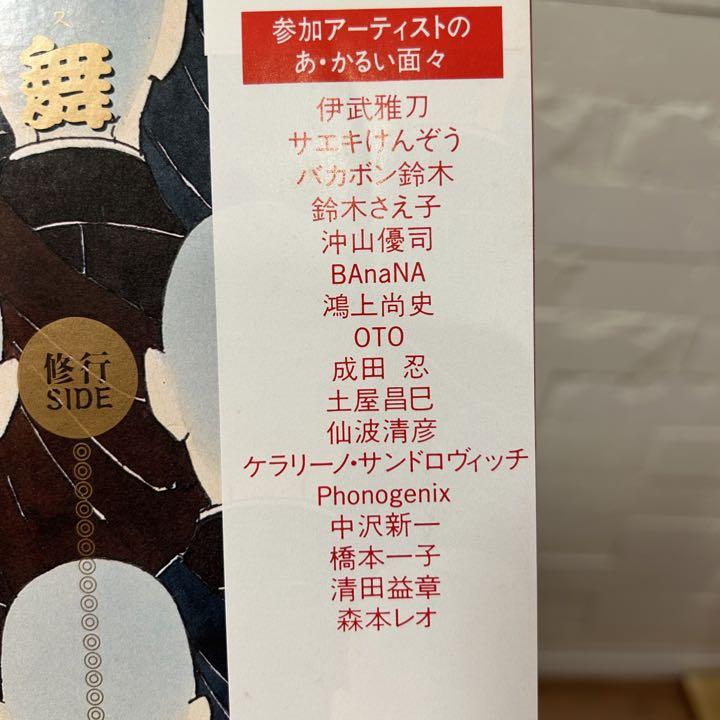 参加アーティストの
あ・かるい面々
伊武雅刀
サエキけんぞう
バカボン鈴木
鈴木さえ子
沖山優司
BAnaNA
鴻上尚史
OTO
成田 忍
土屋昌巳
仙波清彦
ケラリーノ・サンドロヴィッチ
Phonogenix
中沢新一
橋本一子
清田益章
森本レオ
ス
舞
修行
SIDE